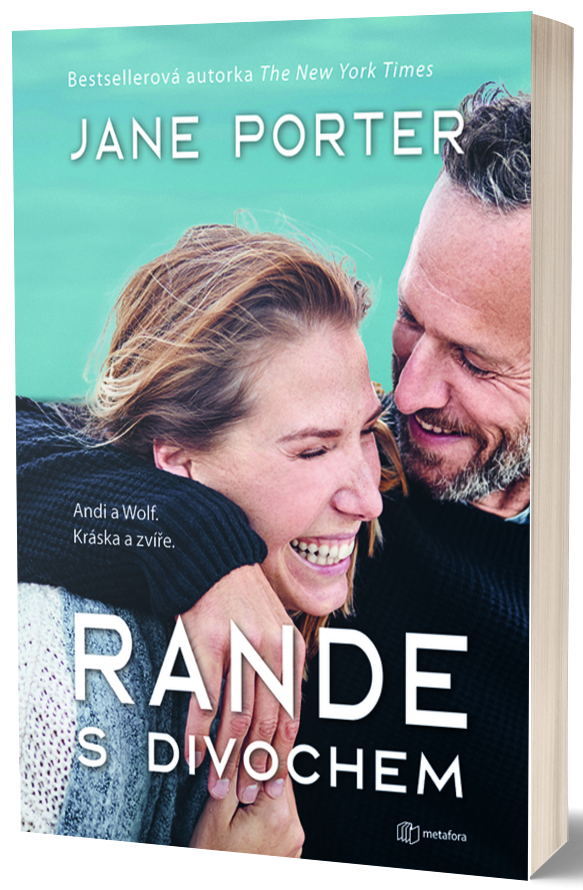 Bestsellerová autorka The New York Times
JANE PORTER
Andi a Wolf.
Kráska a zvíře.
RANDE
S DIVOCHEM
metafora